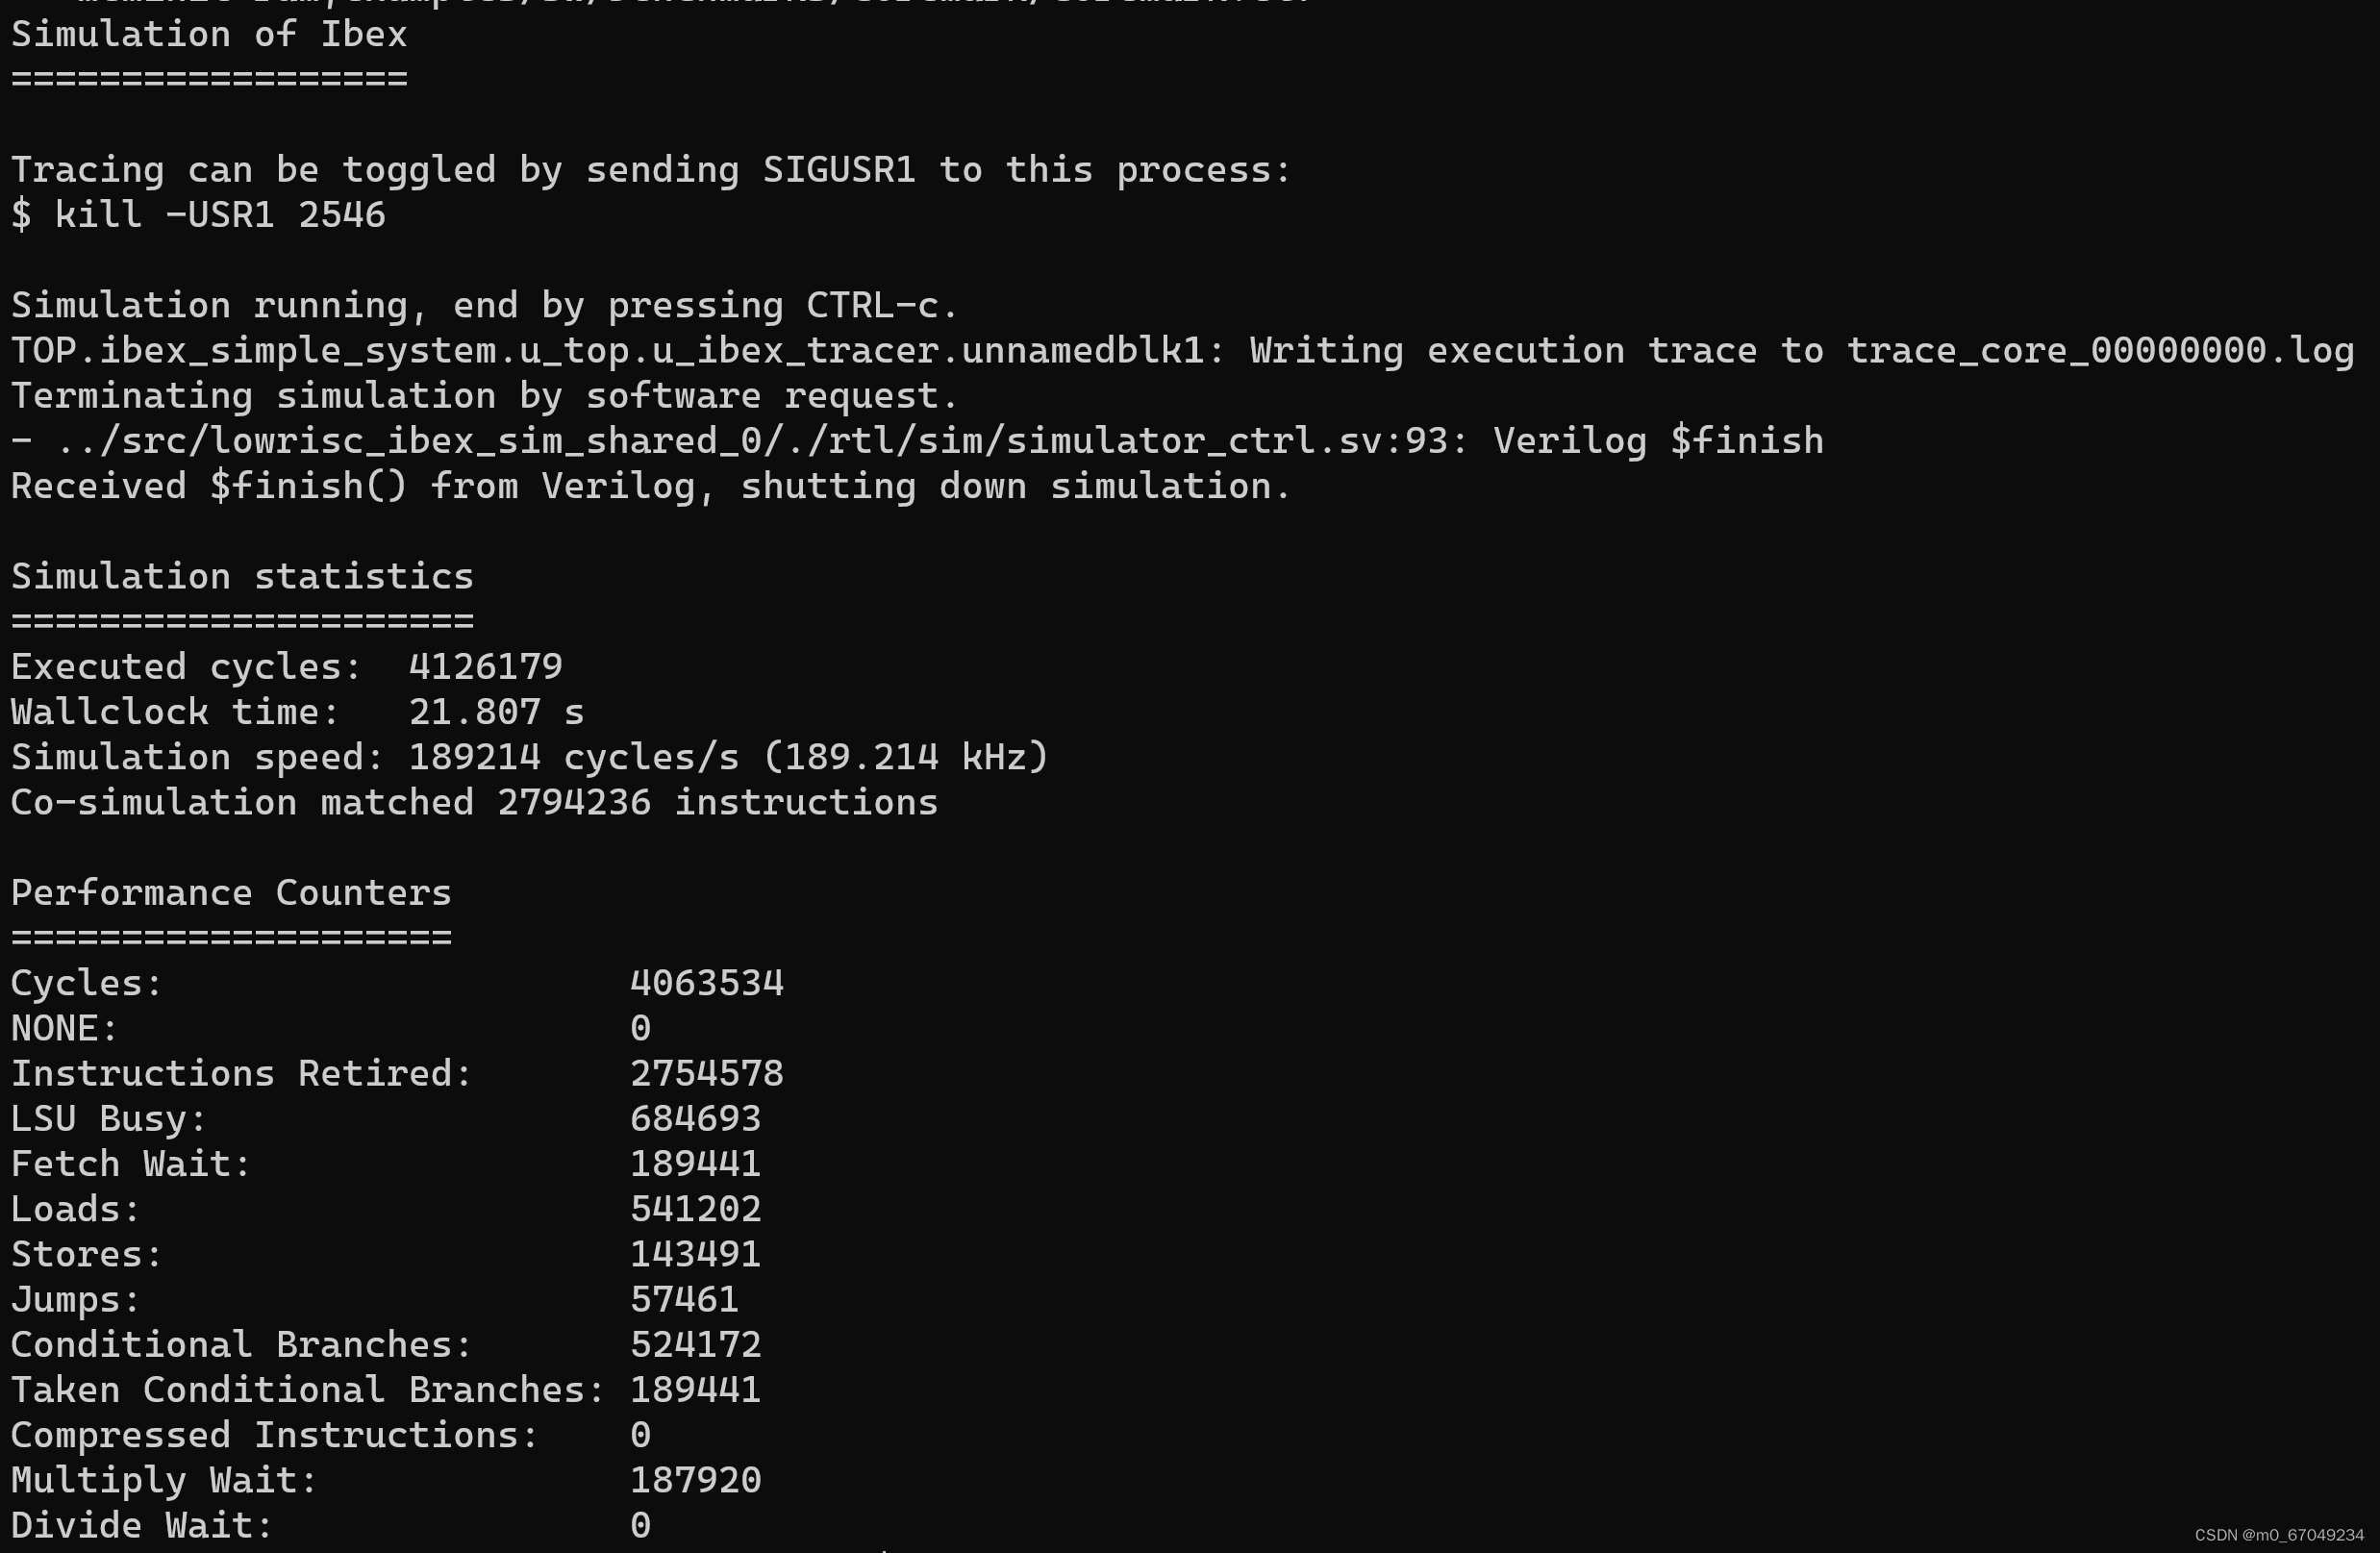 Simulation of Ibex
==================
Tracing can be toggled by sending SIGUSR1 to this process:
$ kill -USR1 2546
Simulation running, end by pressing CTRL-c.
TOP.ibex_simple_system.u_top.u_ibex_tracer.unnamedblk1: Writing execution trace to trace_core_00000000.log
Terminating simulation by software request.
- ../src/lowrisc_ibex_sim_shared_0/./rtl/sim/simulator_ctrl.sv:93: Verilog $finish
Received $finish() from Verilog, shutting down simulation.
Simulation statistics
=====================
Executed cycles:  4126179
Wallclock time:   21.807 s
Simulation speed: 189214 cycles/s (189.214 kHz)
Co-simulation matched 2794236 instructions
Performance Counters
====================
Cycles:                     4063534
NONE:                       0
Instructions Retired:       2754578
LSU Busy:                   684693
Fetch Wait:                 189441
Loads:                      541202
Stores:                     143491
Jumps:                      57461
Conditional Branches:       524172
Taken Conditional Branches: 189441
Compressed Instructions:    0
Multiply Wait:              187920
Divide Wait:                0
CSDN @m0_67049234